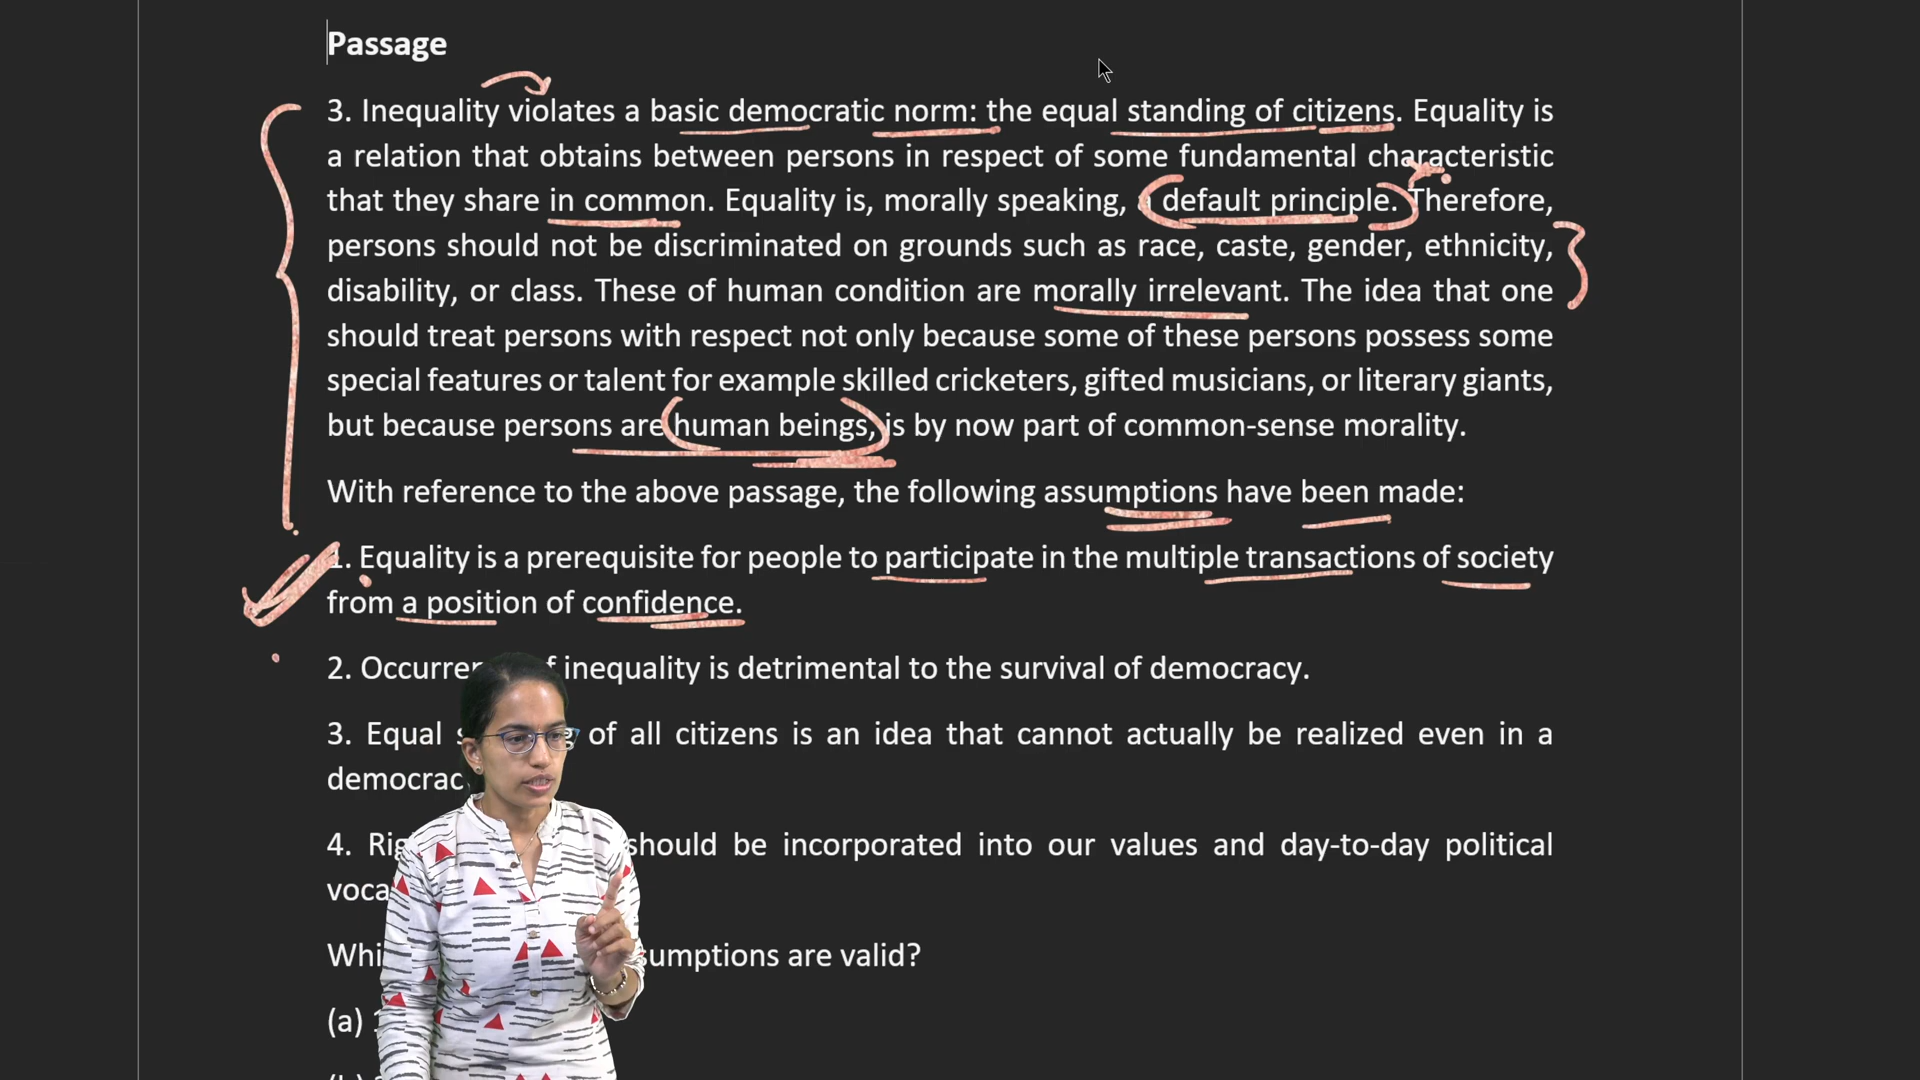 Passage
3. Inequality violates a basic democratic norm: the equal standing of citizens. Equality is
a relation that obtains between persons in respect of some fundamental characteristic
that they share in common. Equality is, morally speaking, a default principle. Therefore,
persons should not be discriminated on grounds such as race, caste, gender, ethnicity,
disability, or class. These of human condition are morally irrelevant. The idea that one
should treat persons with respect not only because some of these persons possess some
special features or talent for example skilled cricketers, gifted musicians, or literary giants,
but because persons are human beings, is by now part of common-sense morality.
With reference to the above passage, the following assumptions have been made:
1. Equality is a prerequisite for people to participate in the multiple transactions of society
from a position of confidence.
2. inequality is detrimental to the survival of democracy.
3. Equal of all citizens is an idea that cannot actually be realized even in a
4. should be incorporated into our values and day-to-day political
are valid?
(a)